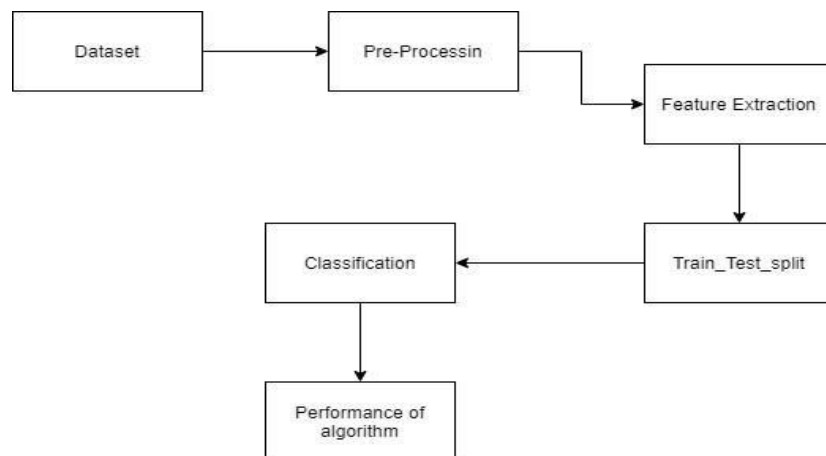 Dataset
Pre-Processin
Feature Extraction
Train_Test_split
Classification
Performance of
algorithm